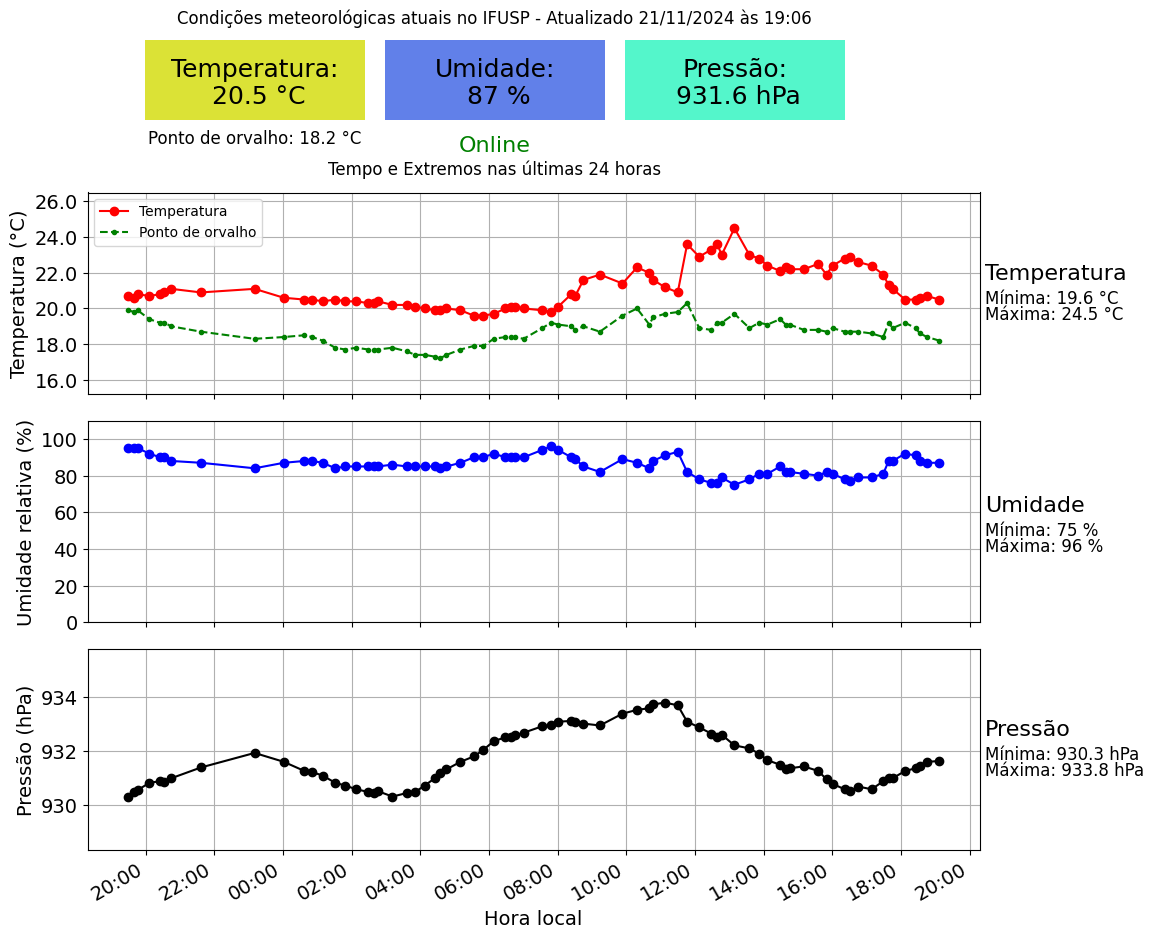 Condições meteorológicas atuais no IFUSP - Atualizado 21/11/2024 às 19:06
Temperatura:
20.5 °C
Umidade:
87 %
Pressão:
931.6 hPa
Ponto de orvalho: 18.2 °C
Online
Tempo e Extremos nas últimas 24 horas
Temperatura (°C)
26.0
24.0
22.0
20.0
18.0
16.0
Temperatura
Ponto de orvalho
Temperatura
Mínima: 19.6 °C
Máxima: 24.5 °C
Umidade relativa (%)
100
80
60
40
20
0
Umidade
Mínima: 75 %
Máxima: 96 %
Pressão (hPa)
934
932
930
Pressão
Mínima: 930.3 hPa
Máxima: 933.8 hPa
20:00 22:00 00:00 02:00 04:00 06:00 08:00 10:00 12:00 14:00 16:00 18:00 20:00
Hora local